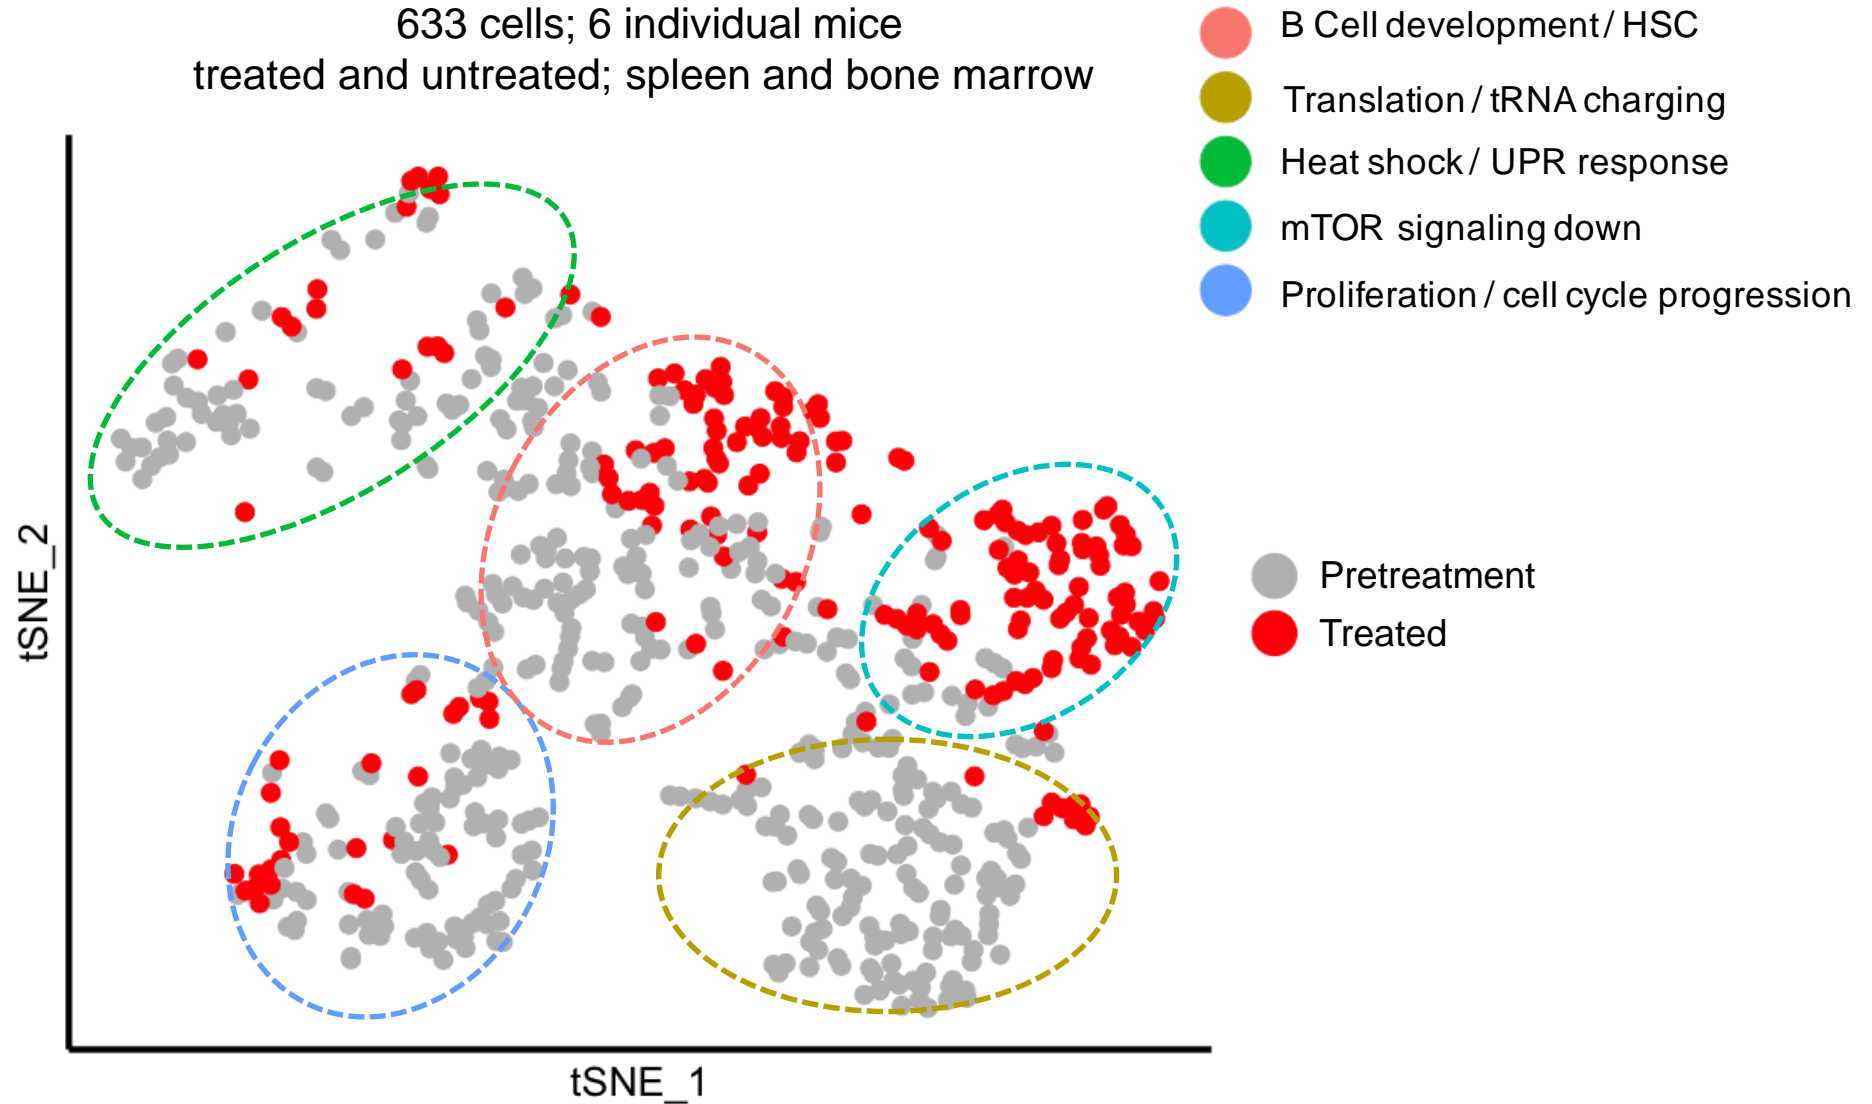 633 cells; 6 individual mice
treated and untreated; spleen and bone marrow
B Cell development / HSC
Translation / tRNA charging
Heat shock / UPR response
mTOR signaling down
Proliferation / cell cycle progression
tSNE_2
Pretreatment
Treated
tSNE_1